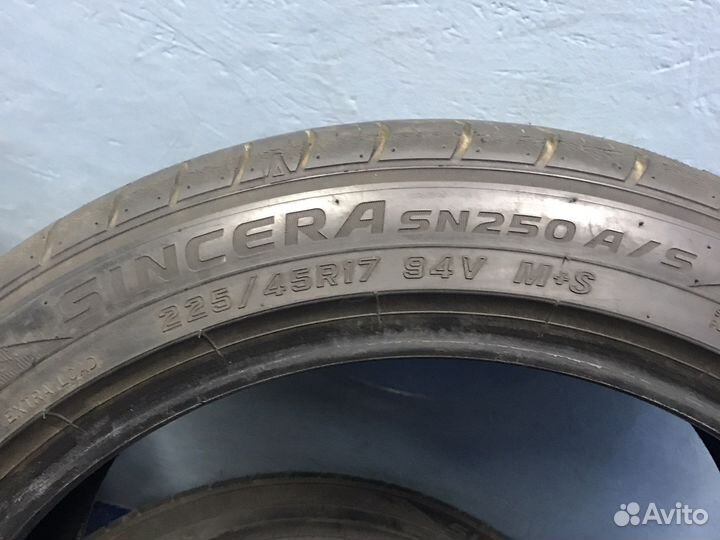 SINCERA SN250 A/S
225/45R17 94V M+S
EXTRA LOAD
Avito